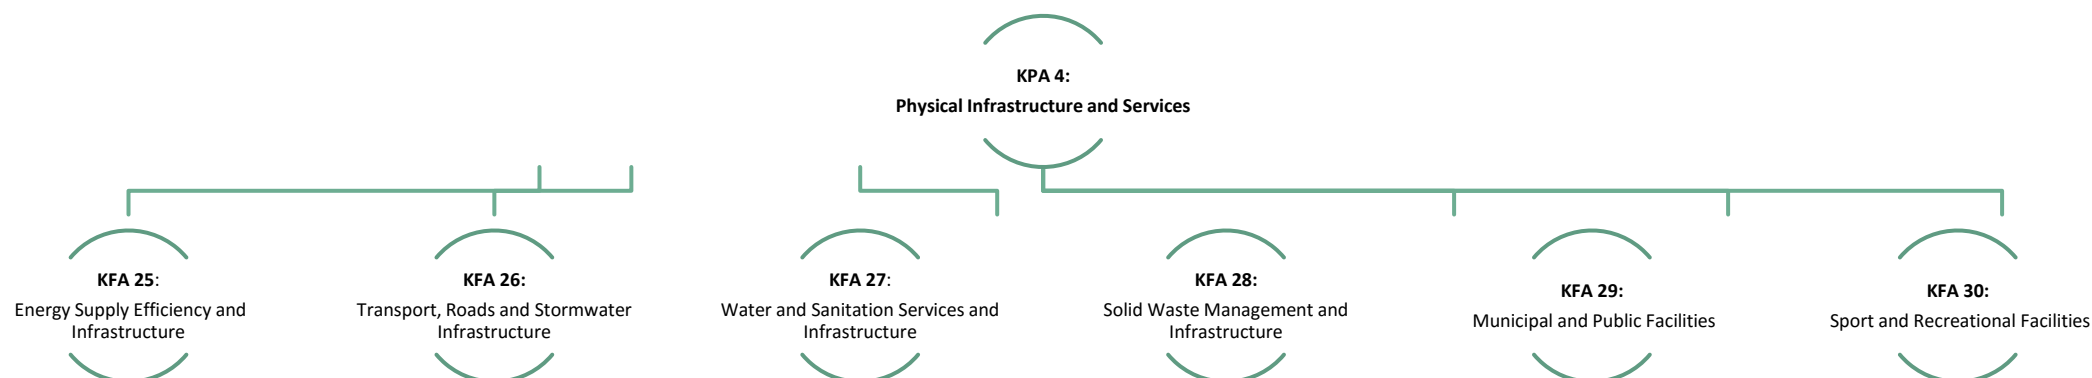 KPA 4:
Physical Infrastructure and Services
KFA 25:
Energy Supply Efficiency and
Infrastructure
KFA 26:
Transport, Roads and Stormwater
Infrastructure
KFA 27:
Water and Sanitation Services and
Infrastructure
KFA 28:
Solid Waste Management and
Infrastructure
KFA 29:
Municipal and Public Facilities
KFA 30:
Sport and Recreational Facilities